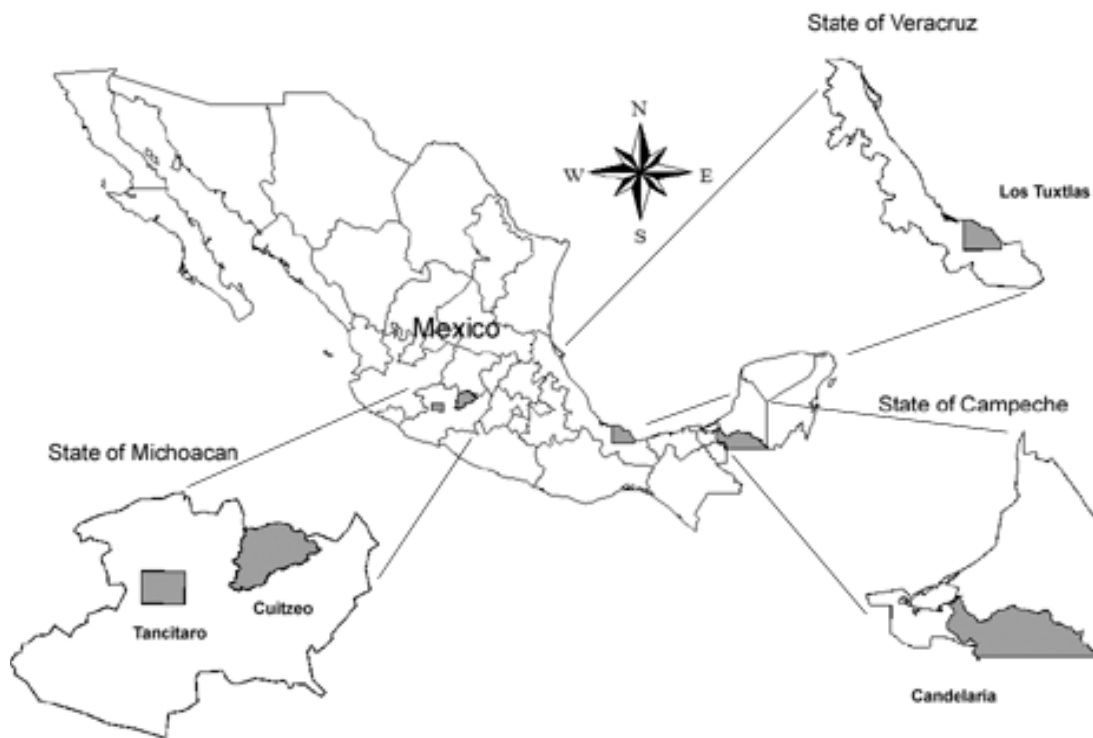 State of Veracruz
N
W
E
S
Los Tuxtlas
Mexico
State of Campeche
State of Michoacan
Cuitzeo
Tancitaro
Candelaria